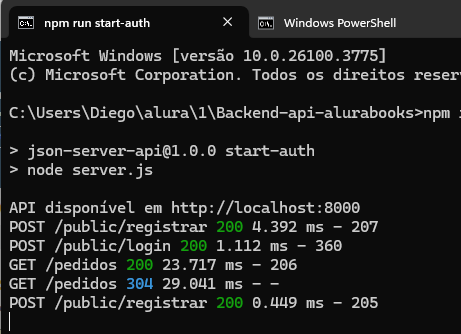 npm run start-auth
Windows PowerShell
Microsoft Windows [versão 10.0.26100.3775]
(c) Microsoft Corporation. Todos os direitos
C:\Users\Diego\alura\1\Backend-api-alurabooks>npm
> json-server-api@1.0.0 start-auth
> node server.js
API disponível em http://localhost:8000
POST /public/registrar 200 4.392 ms - 207
POST /public/login 200 1.112 ms - 360
GET /pedidos 200 23.717 ms - 206
GET /pedidos 304 29.041 ms - -
POST /public/registrar 200 0.449 ms - 205